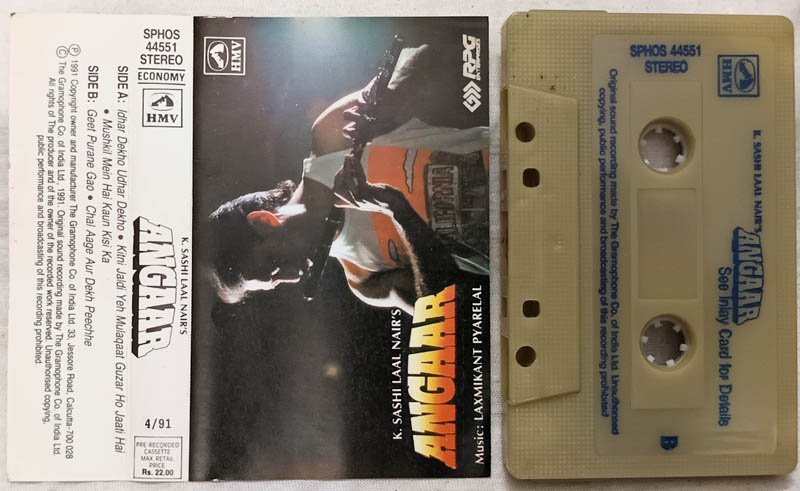 SPHOS
44551
STEREO
ECONOMY
HMV
K. SASHI LAAL NAIR'S
ANGAAR
4/91
PRE-RECORDED
CASSETTE
MAX RETAIL
PRICE
Rs. 22.00
SIDE A: Idhar Dekho Udhar Dekho • Kitni Jaldi Yeh Mulaqaat Guzar Ho Jaati Hai
• Mushkil Mein Hai Kaun Kisi Ka
SIDE B: Geet Purane Gao • Chal Aage Aur Dekh Peechhe
Ⓟ 1991 Copyright owner and manufacturer The Gramophone Co. of India Ltd. 33, Jessore Road, Calcutta-700 028
Ⓒ The Gramophone Co. of India Ltd., 1991. Original sound recording made by The Gramophone Co. of India Ltd.
All rights of The producer and of the owner of the recorded work reserved. Unauthorised copying,
public performance and broadcasting of this recording prohibited.
HMV
RPG
ENTERPRISES
K. SASHI LAAL NAIR'S
ANGAAR
Music: LAXMIKANT PYARELAL
SPHOS 44551
STEREO
HMV
K. SASHI LAAL NAIR'S
ANGAAR
See Inlay Card for Details
Original sound recording made by The Gramophone Co. of India Ltd. Unauthorised
copying, public performance and broadcasting of this recording prohibited
B